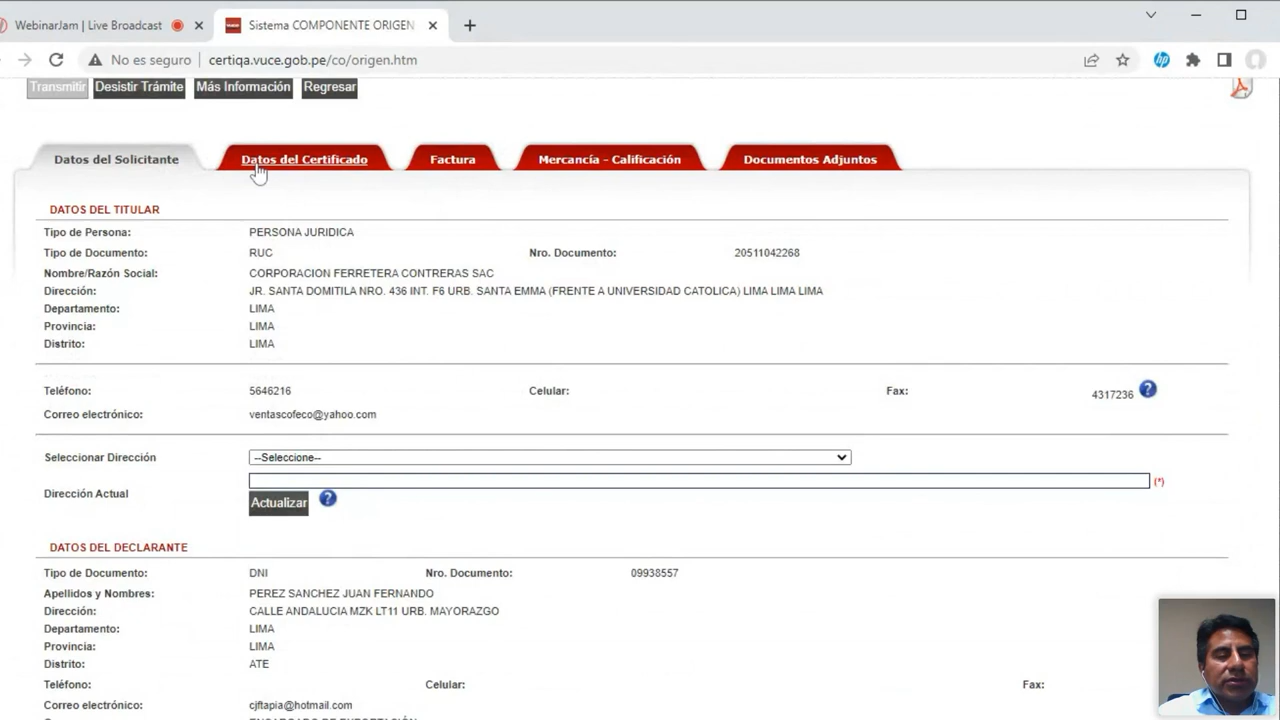 WebinarJam | Live Broadcast
Sistema COMPONENTE ORIGEN
No es seguro certiqa.vuce.gob.pe/co/origen.htm
Transmitir Desistir Trámite Más Información Regresar
Datos del Solicitante Datos del Certificado Factura Mercancía - Calificación Documentos Adjuntos
DATOS DEL TITULAR
Tipo de Persona: PERSONA JURIDICA
Tipo de Documento: RUC Nro. Documento: 20511042268
Nombre/Razón Social: CORPORACION FERRETERA CONTRERAS SAC
Dirección: JR. SANTA DOMITILA NRO. 436 INT. F6 URB. SANTA EMMA (FRENTE A UNIVERSIDAD CATOLICA) LIMA LIMA LIMA
Departamento: LIMA
Provincia: LIMA
Distrito: LIMA
Teléfono: 5646216 Celular: Fax: 4317236
Correo electrónico: ventascofeco@yahoo.com
Seleccionar Dirección --Seleccione--
Dirección Actual (*)
Actualizar
DATOS DEL DECLARANTE
Tipo de Documento: DNI Nro. Documento: 09938557
Apellidos y Nombres: PEREZ SANCHEZ JUAN FERNANDO
Dirección: CALLE ANDALUCIA MZK LT11 URB. MAYORAZGO
Departamento: LIMA
Provincia: LIMA
Distrito: ATE
Teléfono: Celular: Fax:
Correo electrónico: cjftapia@hotmail.com
ENCARGADO DE EXPORTACIÓN